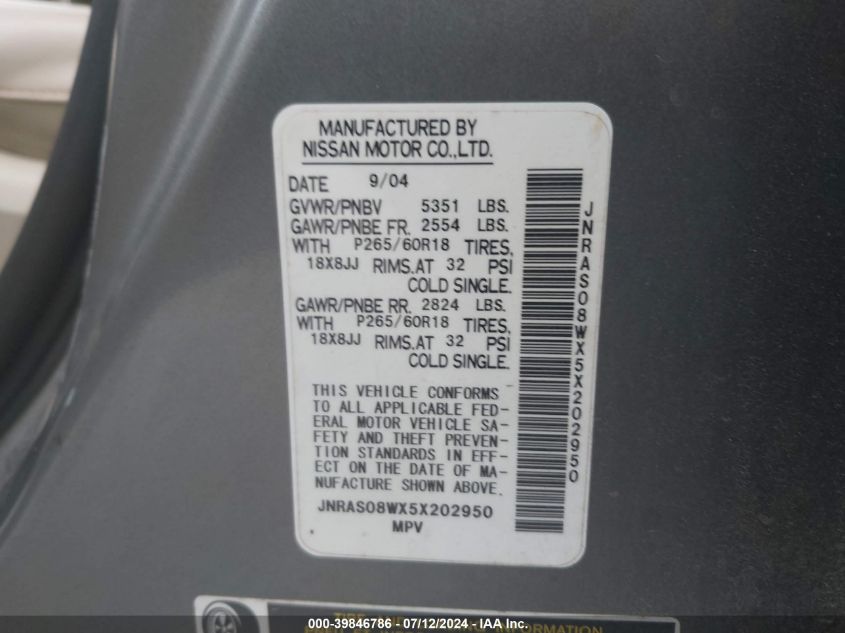 MANUFACTURED BY
NISSAN MOTOR CO.,LTD.
DATE 9/04
GVWR/PNBV 5351 LBS.
GAWR/PNBE FR. 2554 LBS.
WITH P265/60R18 TIRES,
18X8JJ RIMS.AT 32 PSI
COLD SINGLE.
GAWR/PNBE RR. 2824 LBS.
WITH P265/60R18 TIRES,
18X8JJ RIMS.AT 32 PSI
COLD SINGLE.
THIS VEHICLE CONFORMS
TO ALL APPLICABLE FED-
ERAL MOTOR VEHICLE SA-
FETY AND THEFT PREVEN-
TION STANDARDS IN EFF-
ECT ON THE DATE OF MA-
NUFACTURE SHOWN ABOVE.
JNRAS08WX5X202950
MPV
JNRAS08WX5X202950
INFORMATION
000-39846786 - 07/12/2024 - IAA Inc.